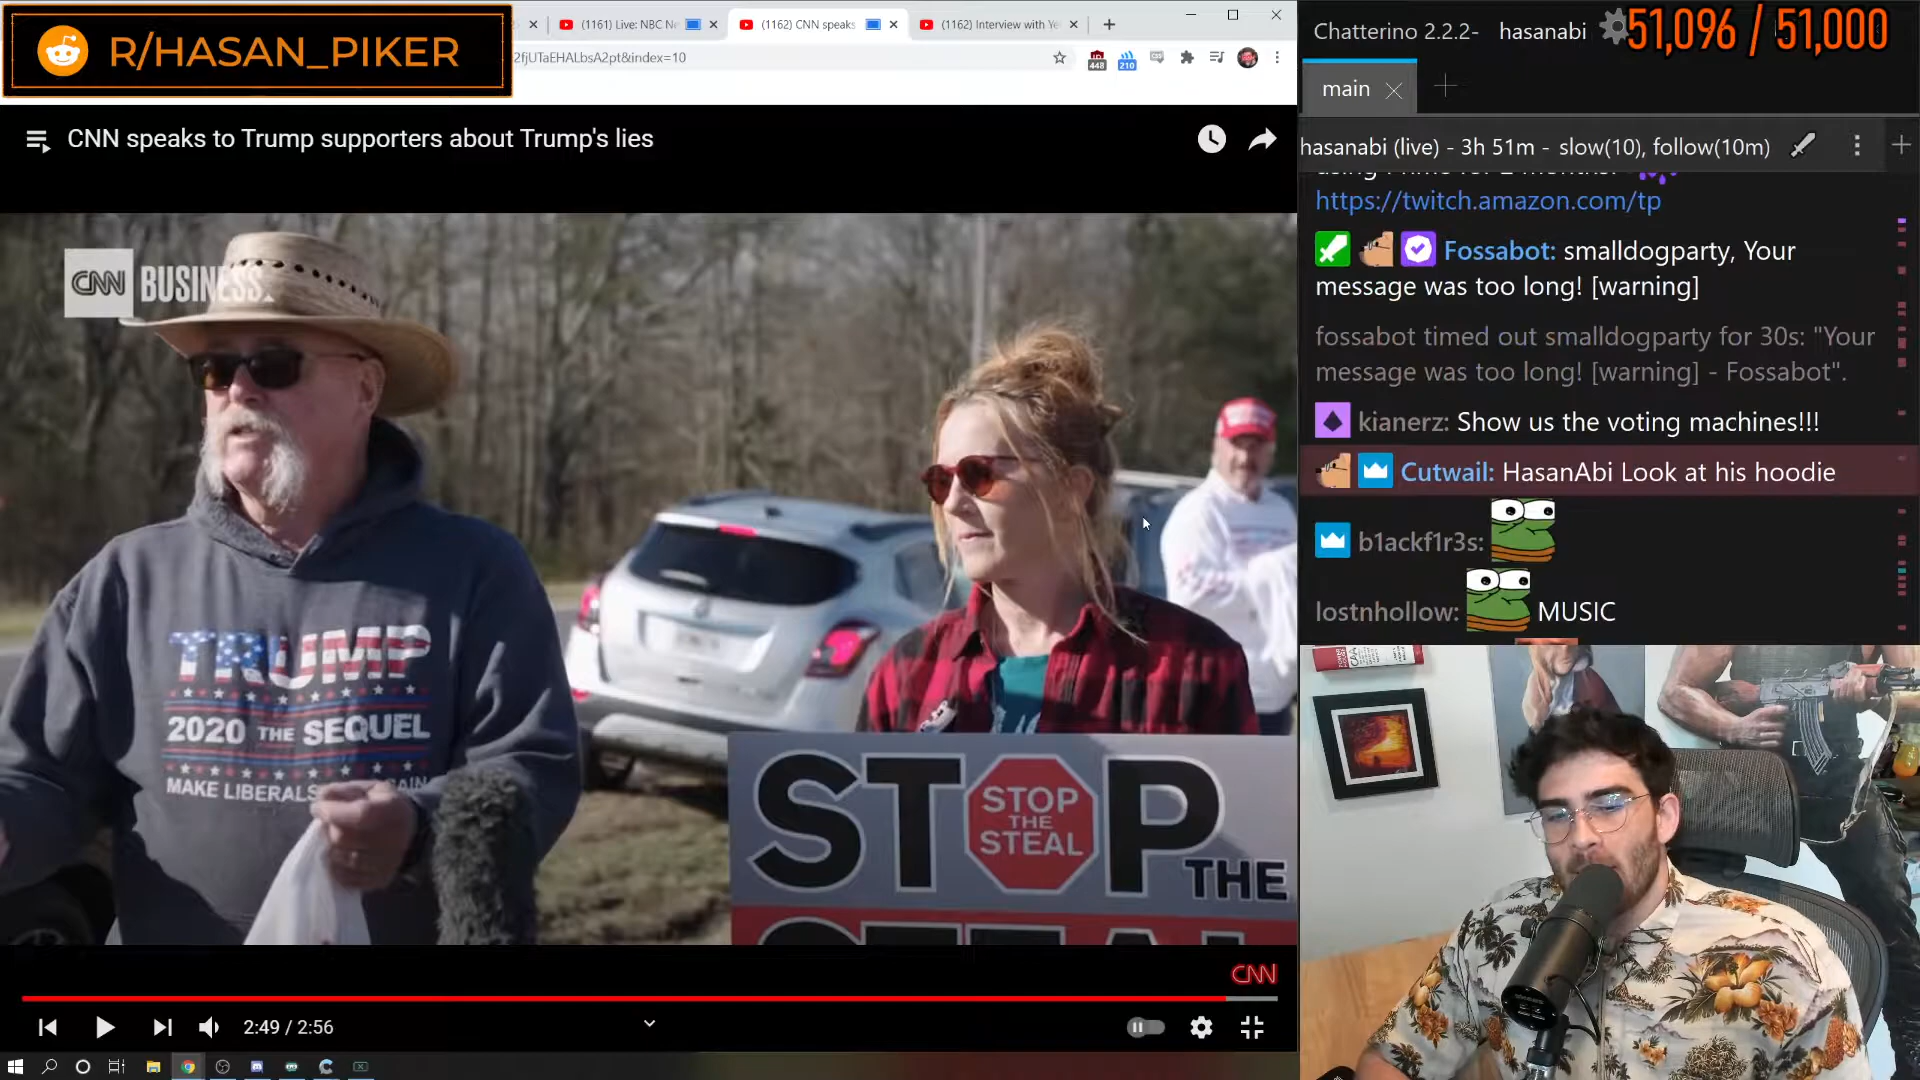 R/HASAN_PIKER
(1161) Live: NBC Ne
(1162) CNN speaks
(1162) Interview with Ye
2fjUTaEHALbsA2pt&index=10
448
210
CNN speaks to Trump supporters about Trump's lies
CNN BUSINESS
TRUMP
2020 THE SEQUEL
MAKE LIBERALS
STOP
STOP
THE
STEAL
THE
STEAL
CNN
2:49 / 2:56
Chatterino 2.2.2- hasanabi
51,096 / 51,000
main
hasanabi (live) - 3h 51m - slow(10), follow(10m)
https://twitch.amazon.com/tp
Fossabot: smalldogparty, Your
message was too long! [warning]
fossabot timed out smalldogparty for 30s: "Your
message was too long! [warning] - Fossabot".
kianerz: Show us the voting machines!!!
Cutwail: HasanAbi Look at his hoodie
b1ackf1r3s:
lostnhollow: MUSIC